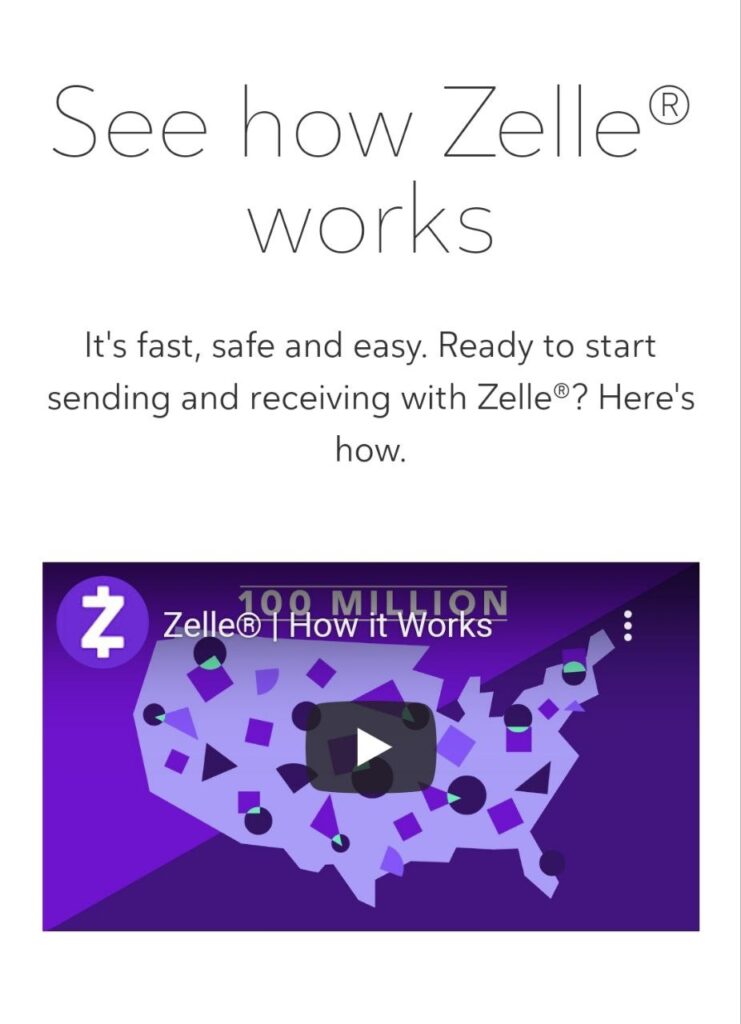 See how Zelle®
works
It's fast, safe and easy. Ready to start
sending and receiving with Zelle®? Here's
how.
100 MILLION
Zelle® | How it Works